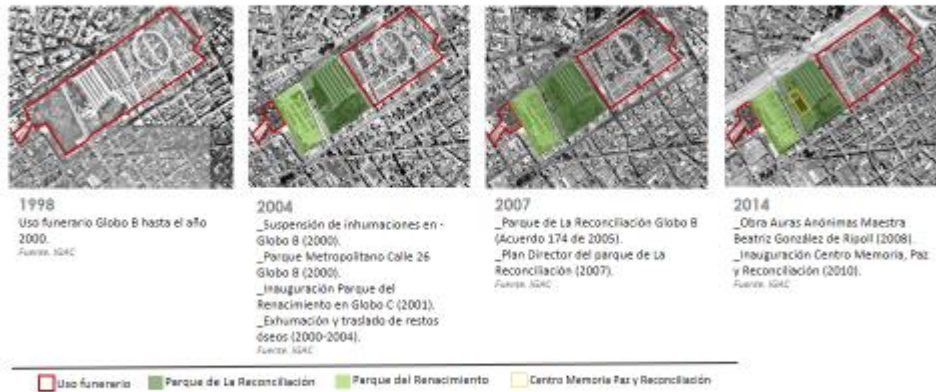 1998
Uso funerario Globo B hasta el año
2000.
Fuente. IGAC
2004
_Suspensión de inhumaciones en -
Globo B (2000).
_Parque Metropolitano Calle 26
Globo B (2000).
_Inauguración Parque del
Renacimiento en Globo C (2001).
_Exhumación y traslado de restos
óseos (2000-2004).
Fuente. IGAC
2007
_Parque de La Reconciliación Globo B
(Acuerdo 174 de 2005).
_Plan Director del parque de La
Reconciliación (2007).
Fuente. IGAC
2014
_Obra Auras Anónimas Maestra
Beatriz González de Ripoll (2008).
_Inauguración Centro Memoria, Paz
y Reconciliación (2010).
Fuente. IGAC
Uso funerario
Parque de La Reconciliación
Parque del Renacimiento
Centro Memoria Paz y Reconciliación